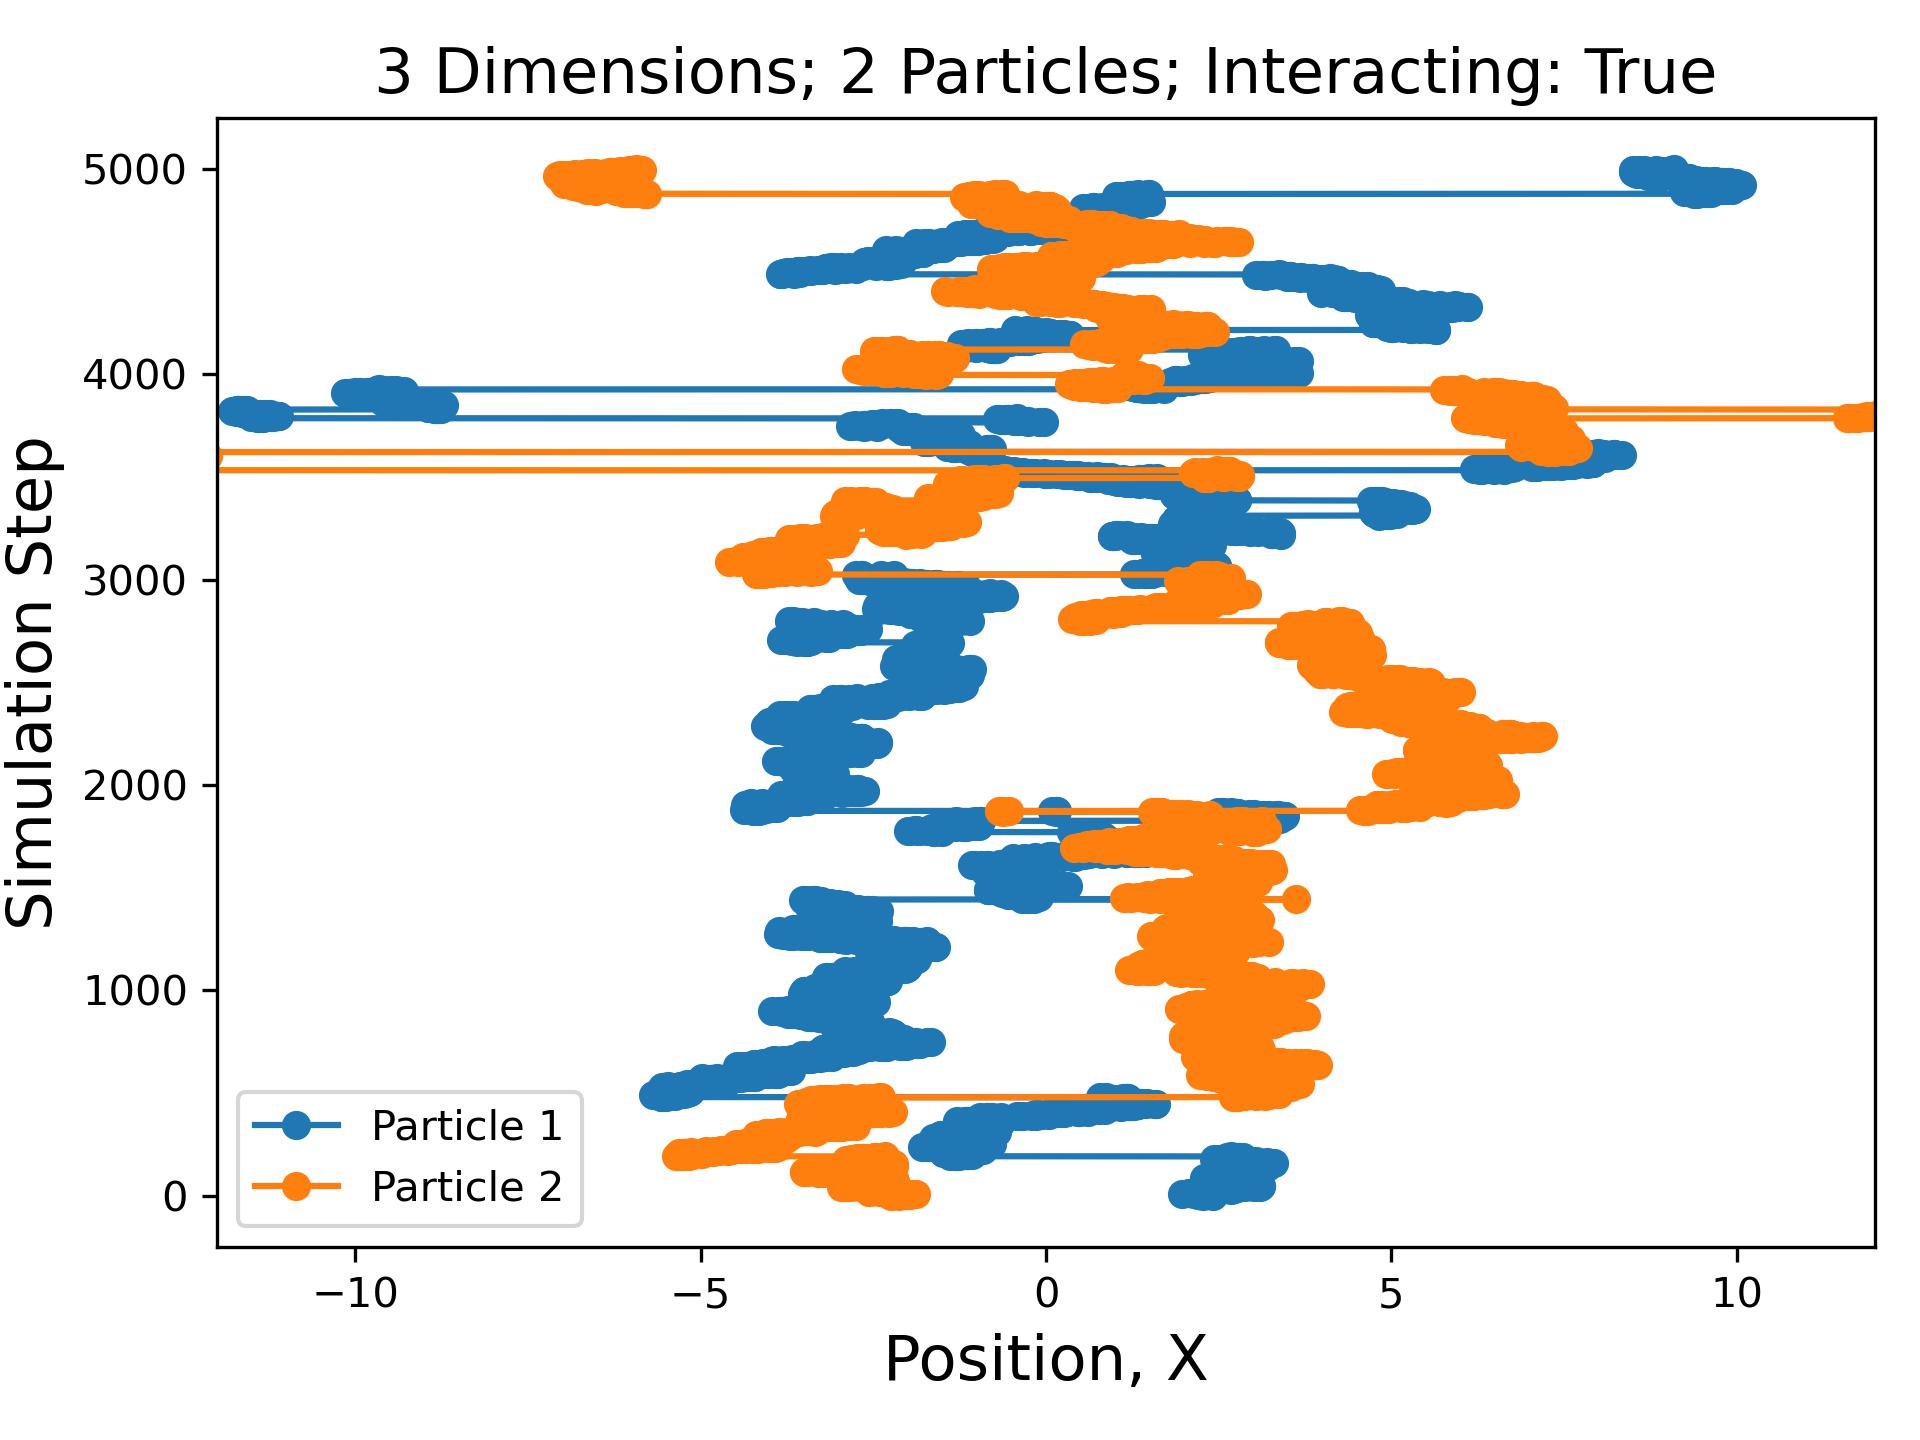 3 Dimensions; 2 Particles; Interacting: True
Simulation Step
5000
4000
3000
2000
1000
0
Particle 1
Particle 2
−10
−5
0
5
10
Position, X